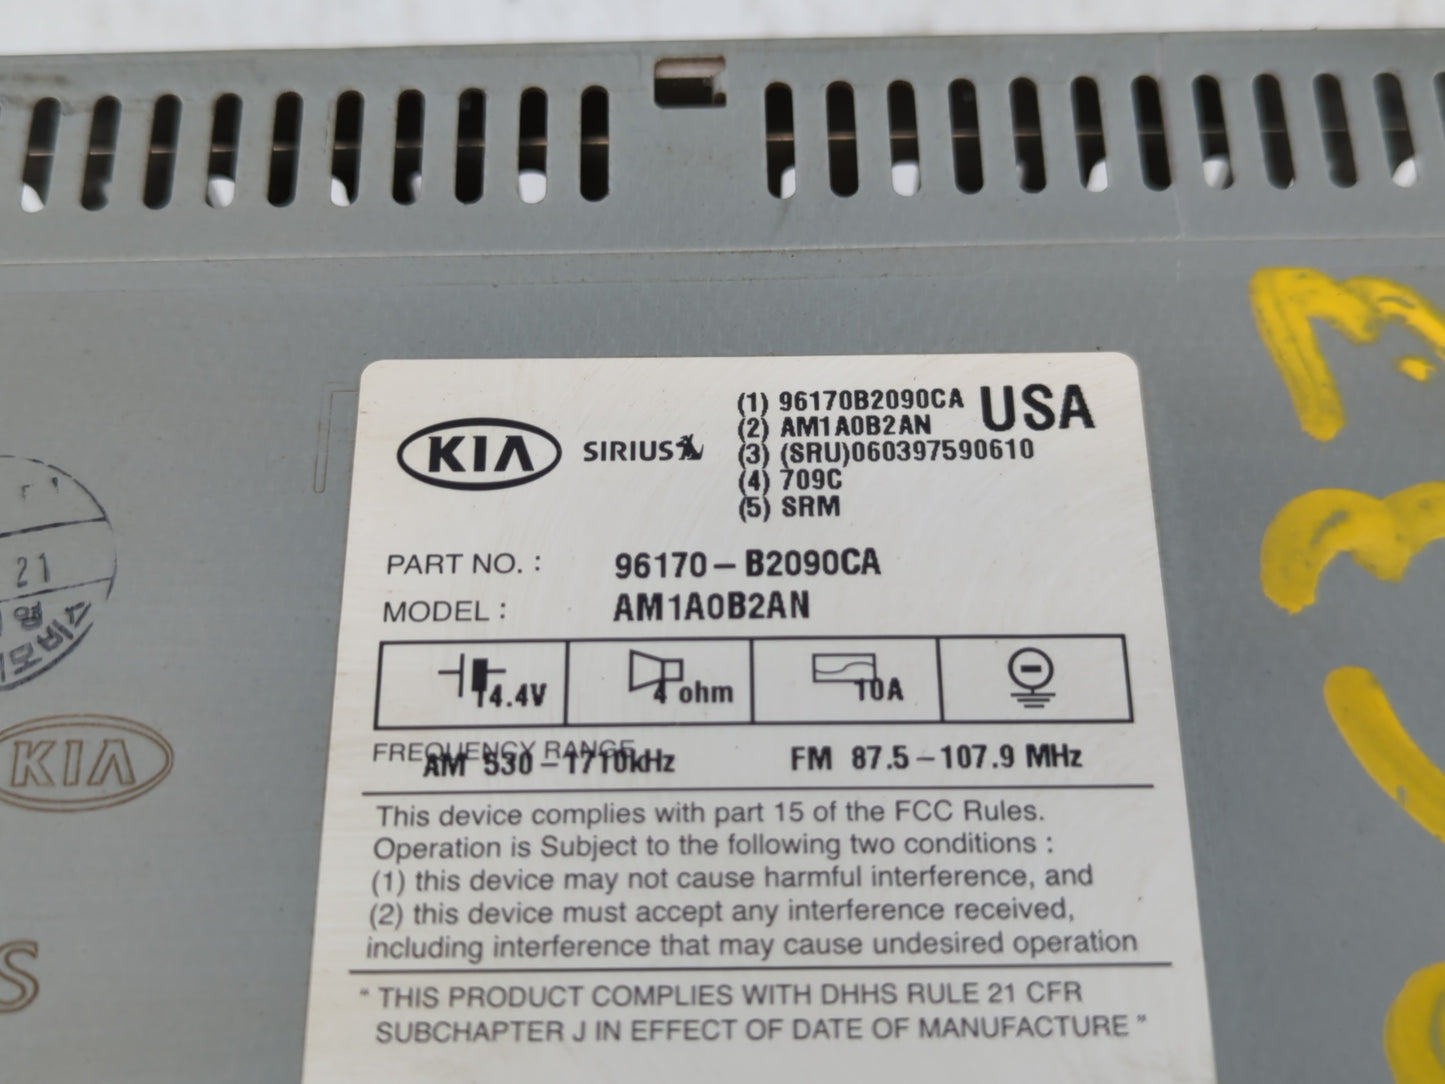 KIA
SIRIUS
(1) 96170B2090CA
USA
(2) AM1A0B2AN
(3) (SRU)060397590610
(4) 709C
(5) SRM
PART NO. : 96170-B2090CA
MODEL : AM1A0B2AN
14.4V
4 ohm
10A
FREQUENCY RANGE
AM 530-1710kHz
FM 87.5-107.9 MHz
This device complies with part 15 of the FCC Rules.
Operation is Subject to the following two conditions :
(1) this device may not cause harmful interference, and
(2) this device must accept any interference received,
including interference that may cause undesired operation
" THIS PRODUCT COMPLIES WITH DHHS RULE 21 CFR
SUBCHAPTER J IN EFFECT OF DATE OF MANUFACTURE "
21
KIA
S